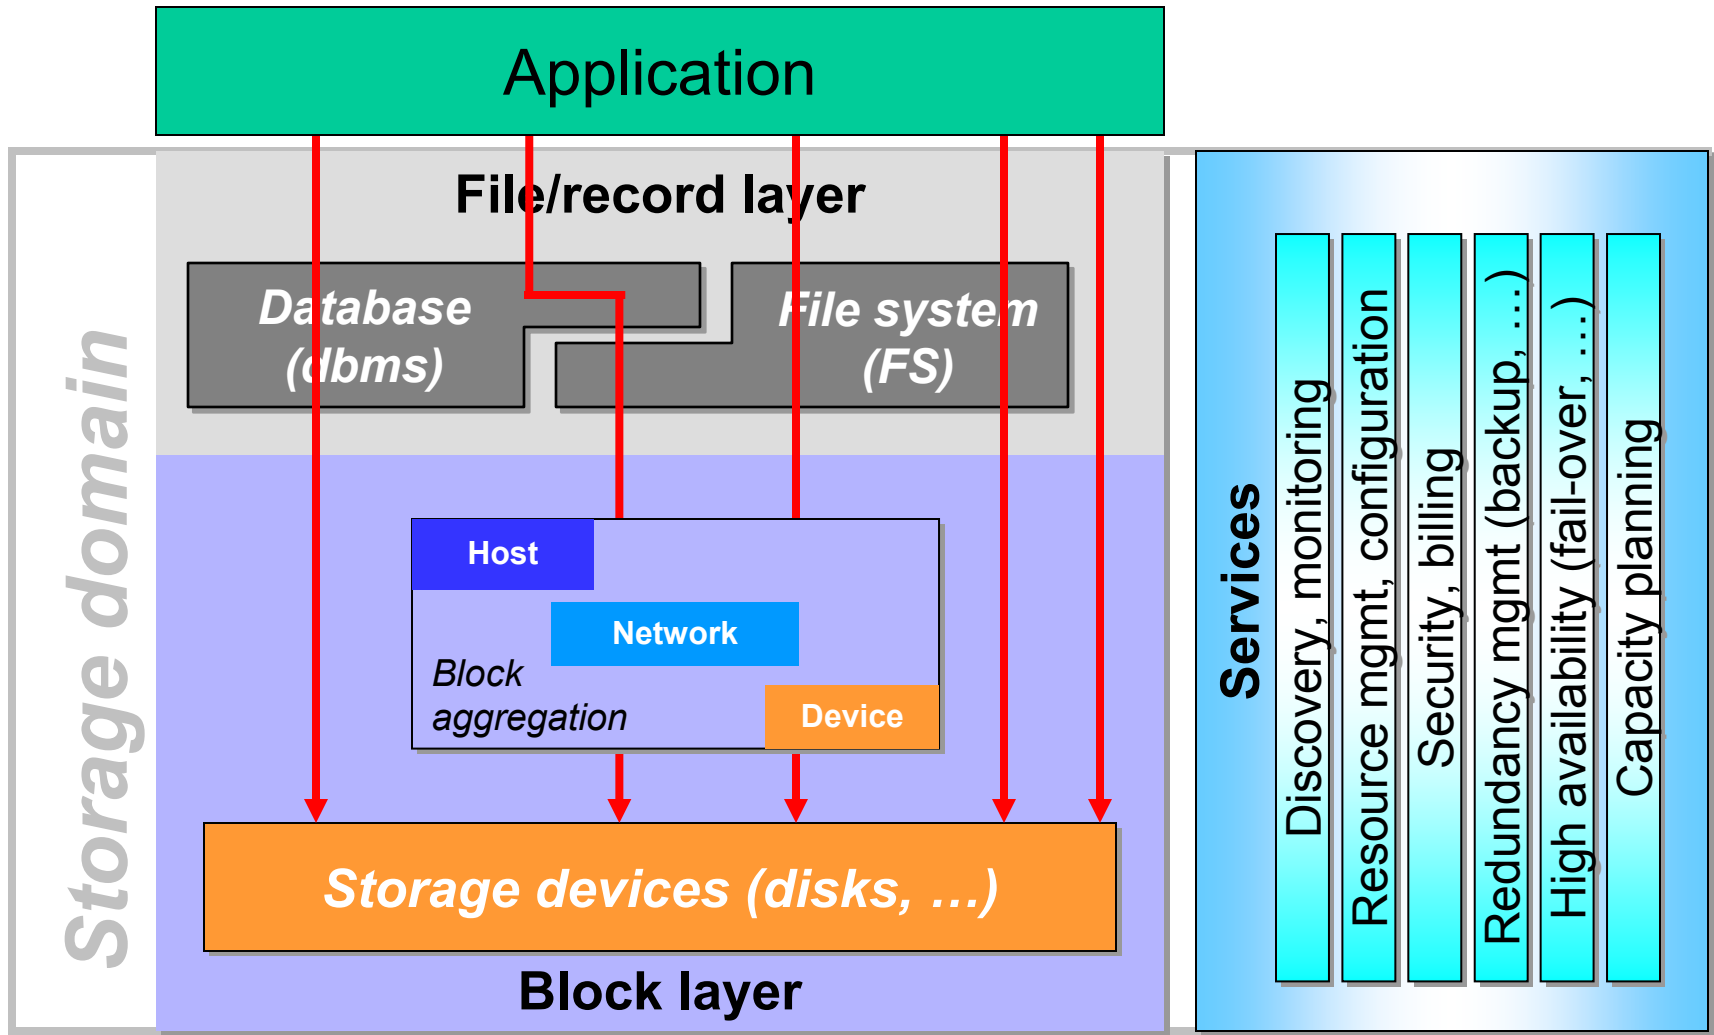 Application
File/record layer
Database
(dbms)
File system
(FS)
Storage domain
Host
Network
Device
Block
aggregation
Storage devices (disks, …)
Block layer
Services
Discovery, monitoring
Resource mgmt, configuration
Security, billing
Redundancy mgmt (backup, …)
High availability (fail-over, …)
Capacity planning